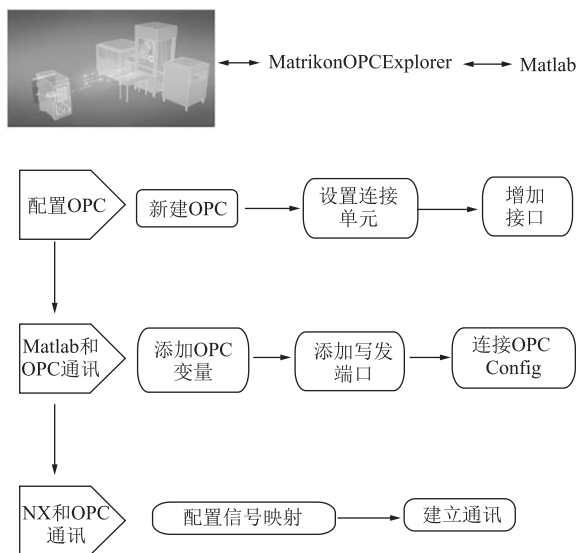 MatrikonOPCExplorer
Matlab
配置OPC
新建OPC
设置连接
单元
增加
接口
Matlab和
OPC通讯
添加OPC
变量
添加写发
端口
连接OPC
Config
NX和OPC
通讯
配置信号映射
建立通讯